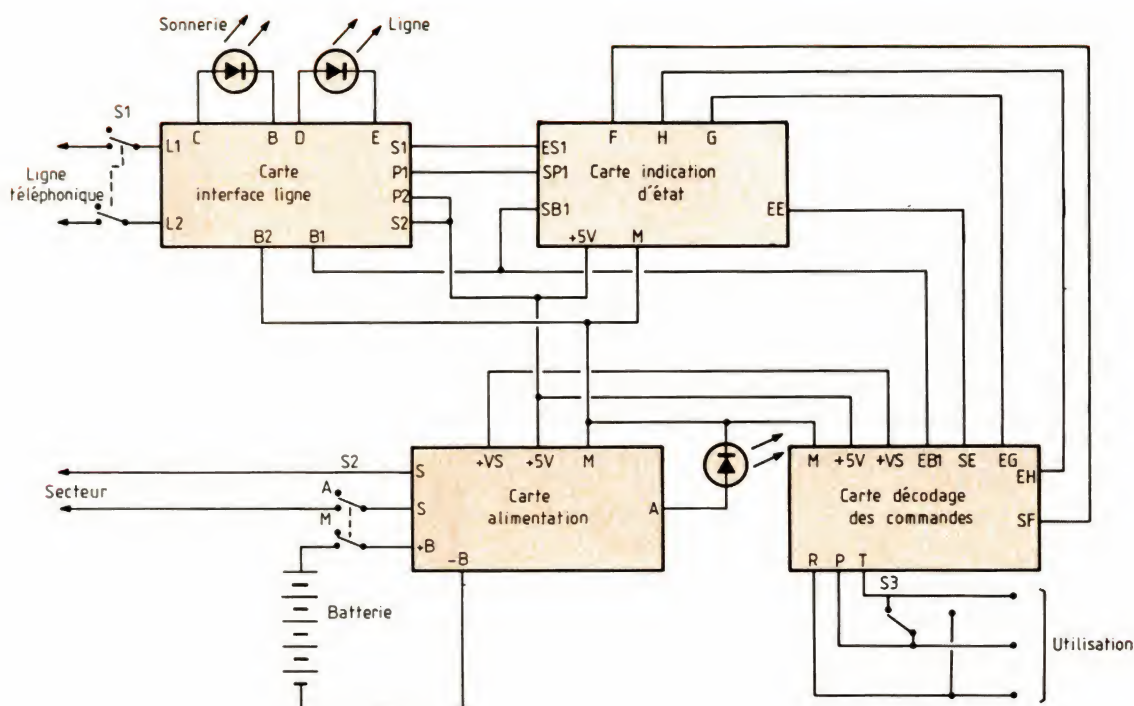 Sonnerie
Ligne
S1
Ligne
téléphonique
C
B
D
E
L1
L2
S1
P1
P2
S2
B2
B1
Carte
interface ligne
F
H
G
ES1
SP1
SB1
EE
+5V
M
Carte indication
d'état
S2
Secteur
A
M
S
S
+B
-B
+VS
+5V
M
A
Carte
alimentation
Batterie
M
+5V
+VS
EB1
SE
EG
EH
SF
Carte décodage
des commandes
R
P
T
S3
Utilisation